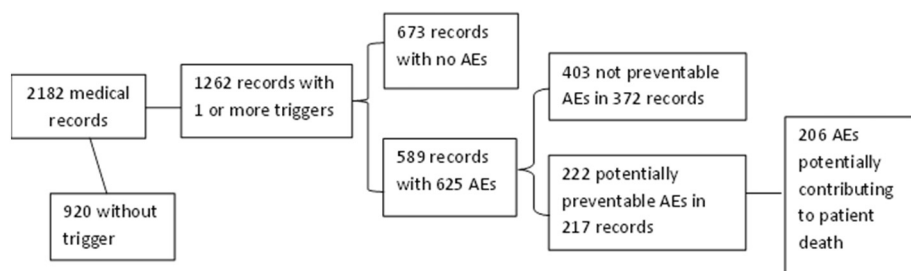 2182 medical
records
920 without
trigger
1262 records with
1 or more triggers
673 records
with no AEs
589 records
with 625 AEs
403 not preventable
AEs in 372 records
222 potentially
preventable AEs in
217 records
206 AEs
potentially
contributing
to patient
death